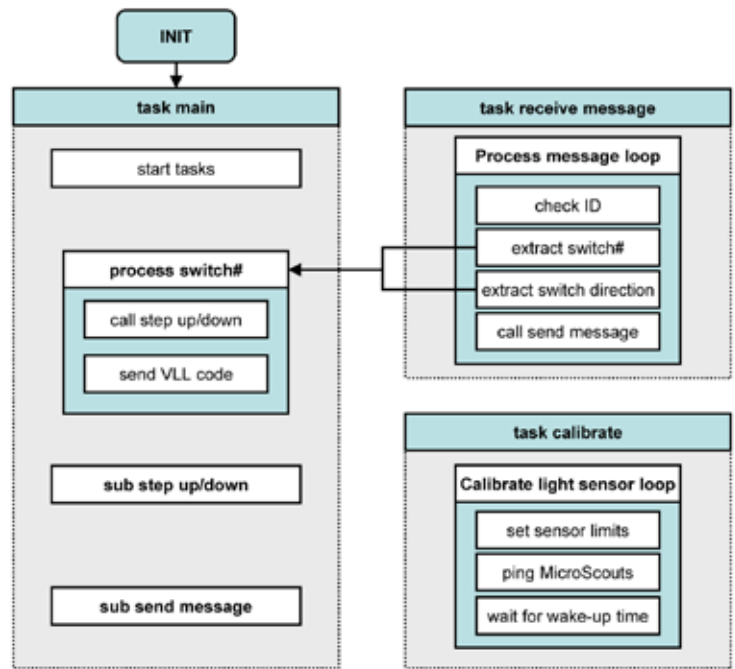 INIT
task main
start tasks
process switch#
call step up/down
send VLL code
sub step up/down
sub send message
task receive message
Process message loop
check ID
extract switch#
extract switch direction
call send message
task calibrate
Calibrate light sensor loop
set sensor limits
ping MicroScouts
wait for wake-up time